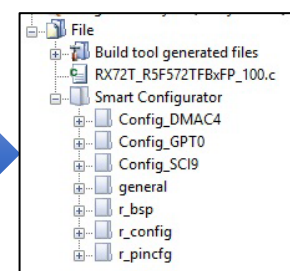 File
Build tool generated files
RX72T_R5F572TFBxFP_100.c
Smart Configurator
Config_DMAC4
Config_GPT0
Config_SCI9
general
r_bsp
r_config
r_pincfg